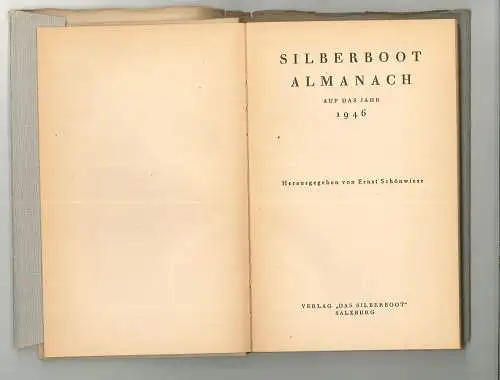 SILBERBOOT
ALMANACH
AUF DAS JAHR
1946
Herausgegeben von Ernst Schönwiese
VERLAG „DAS SILBERBOOT"
SALZBURG